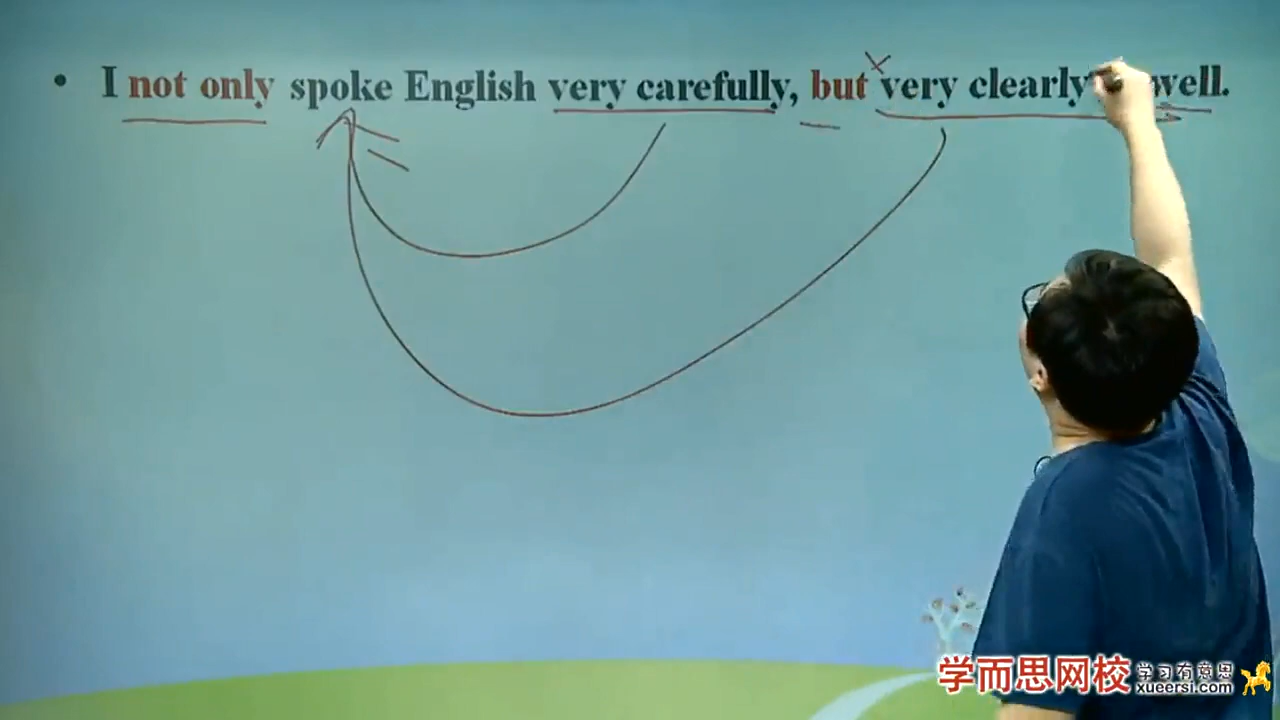 • I not only spoke English very carefully, but very clearly well.
学而思网校 学习有意思
xueersi.com